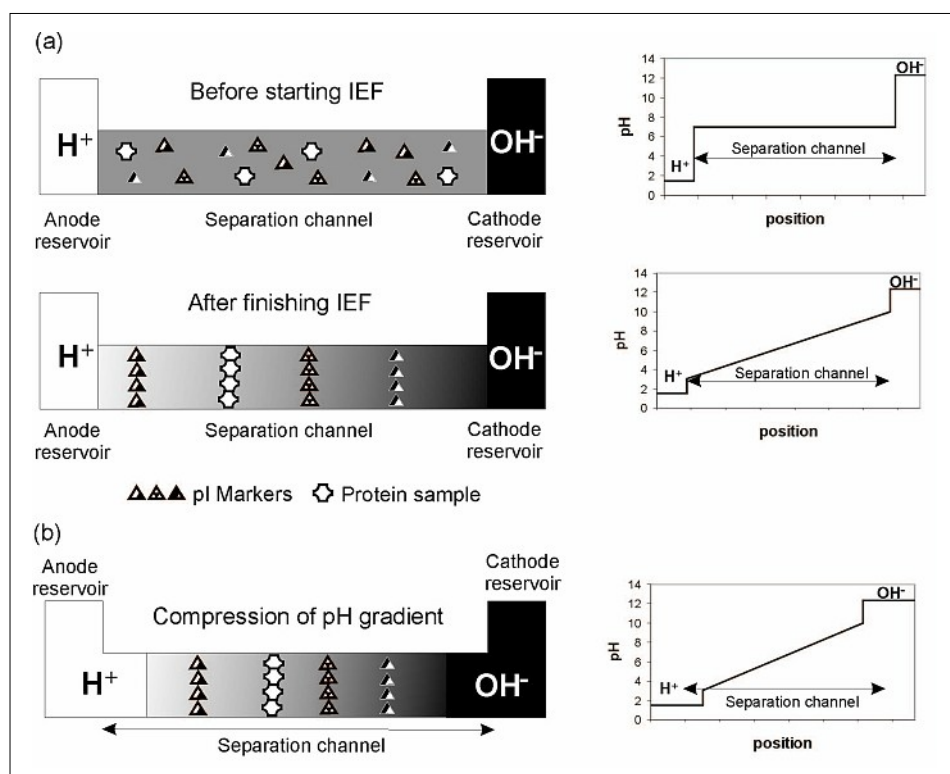 (a)
Before starting IEF
H⁺
OH⁻
Anode
reservoir
Separation channel
Cathode
reservoir
14
12
10
8
6
4
2
0
pH
OH⁻
Separation channel
H⁺
position
After finishing IEF
H⁺
OH⁻
Anode
reservoir
Separation channel
Cathode
reservoir
14
12
10
8
6
4
2
0
pH
OH⁻
H⁺
Separation channel
position
pI Markers
Protein sample
(b)
Anode
reservoir
Cathode
reservoir
Compression of pH gradient
H⁺
OH⁻
Separation channel
14
12
10
8
6
4
2
0
pH
OH⁻
H⁺
Separation channel
position